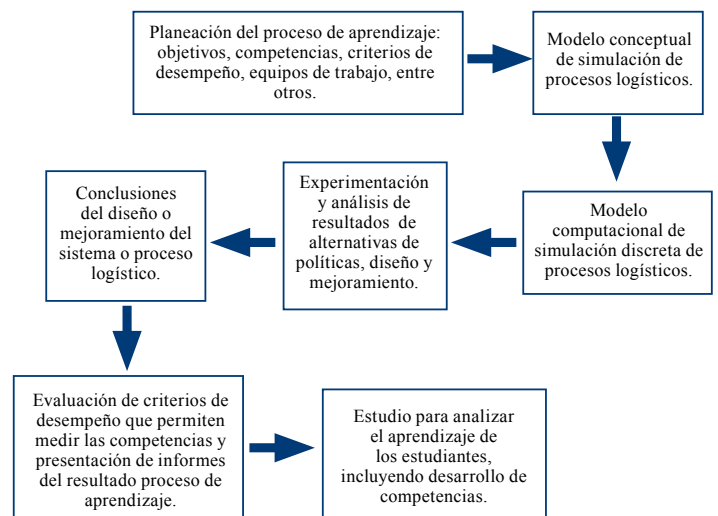 Planeación del proceso de aprendizaje:
objetivos, competencias, criterios de
desempeño, equipos de trabajo, entre
otros.
Modelo conceptual
de simulación de
procesos logísticos.
Modelo
computacional de
simulación discreta de
procesos logísticos.
Experimentación
y análisis de
resultados de
alternativas de
políticas, diseño y
mejoramiento.
Conclusiones
del diseño o
mejoramiento del
sistema o proceso
logístico.
Evaluación de criterios de
desempeño que permiten
medir las competencias y
presentación de informes
del resultado proceso de
aprendizaje.
Estudio para analizar
el aprendizaje de
los estudiantes,
incluyendo desarrollo de
competencias.